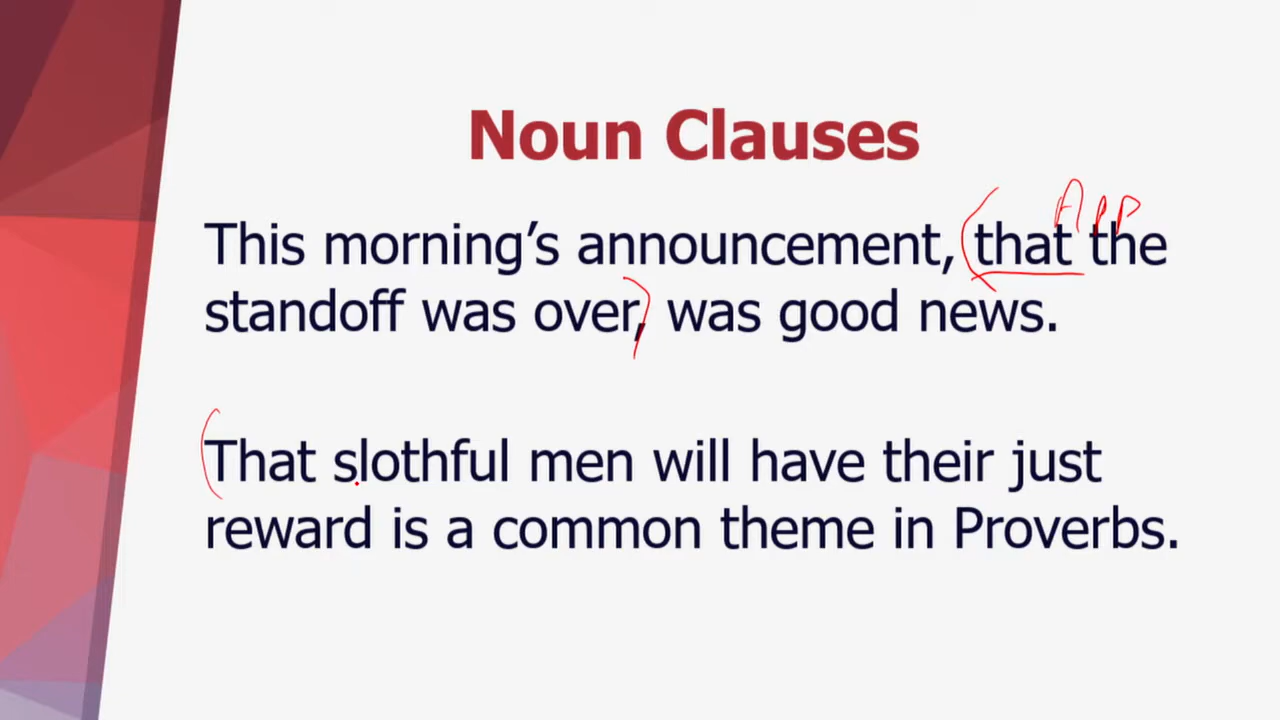 Noun Clauses
App
This morning’s announcement, (that the
standoff was over,) was good news.
(That slothful men will have their just
reward is a common theme in Proverbs.